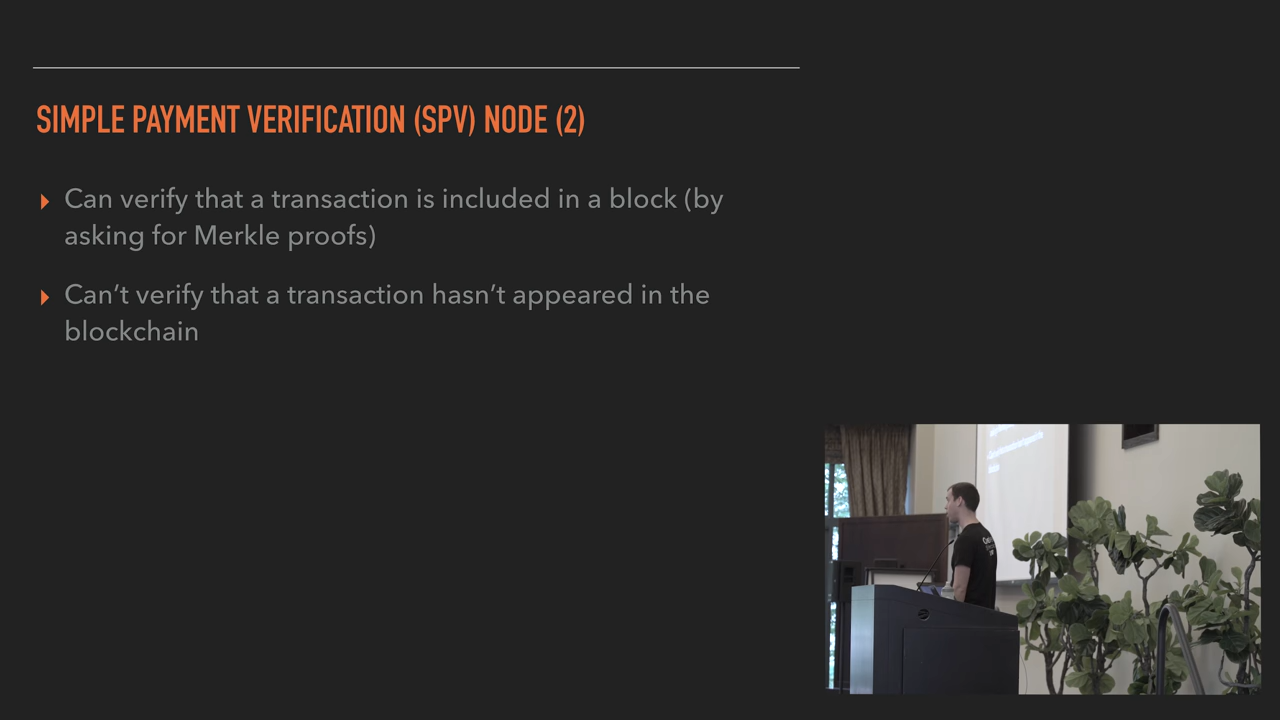 SIMPLE PAYMENT VERIFICATION (SPV) NODE (2)
Can verify that a transaction is included in a block (by
asking for Merkle proofs)
Can’t verify that a transaction hasn’t appeared in the
blockchain